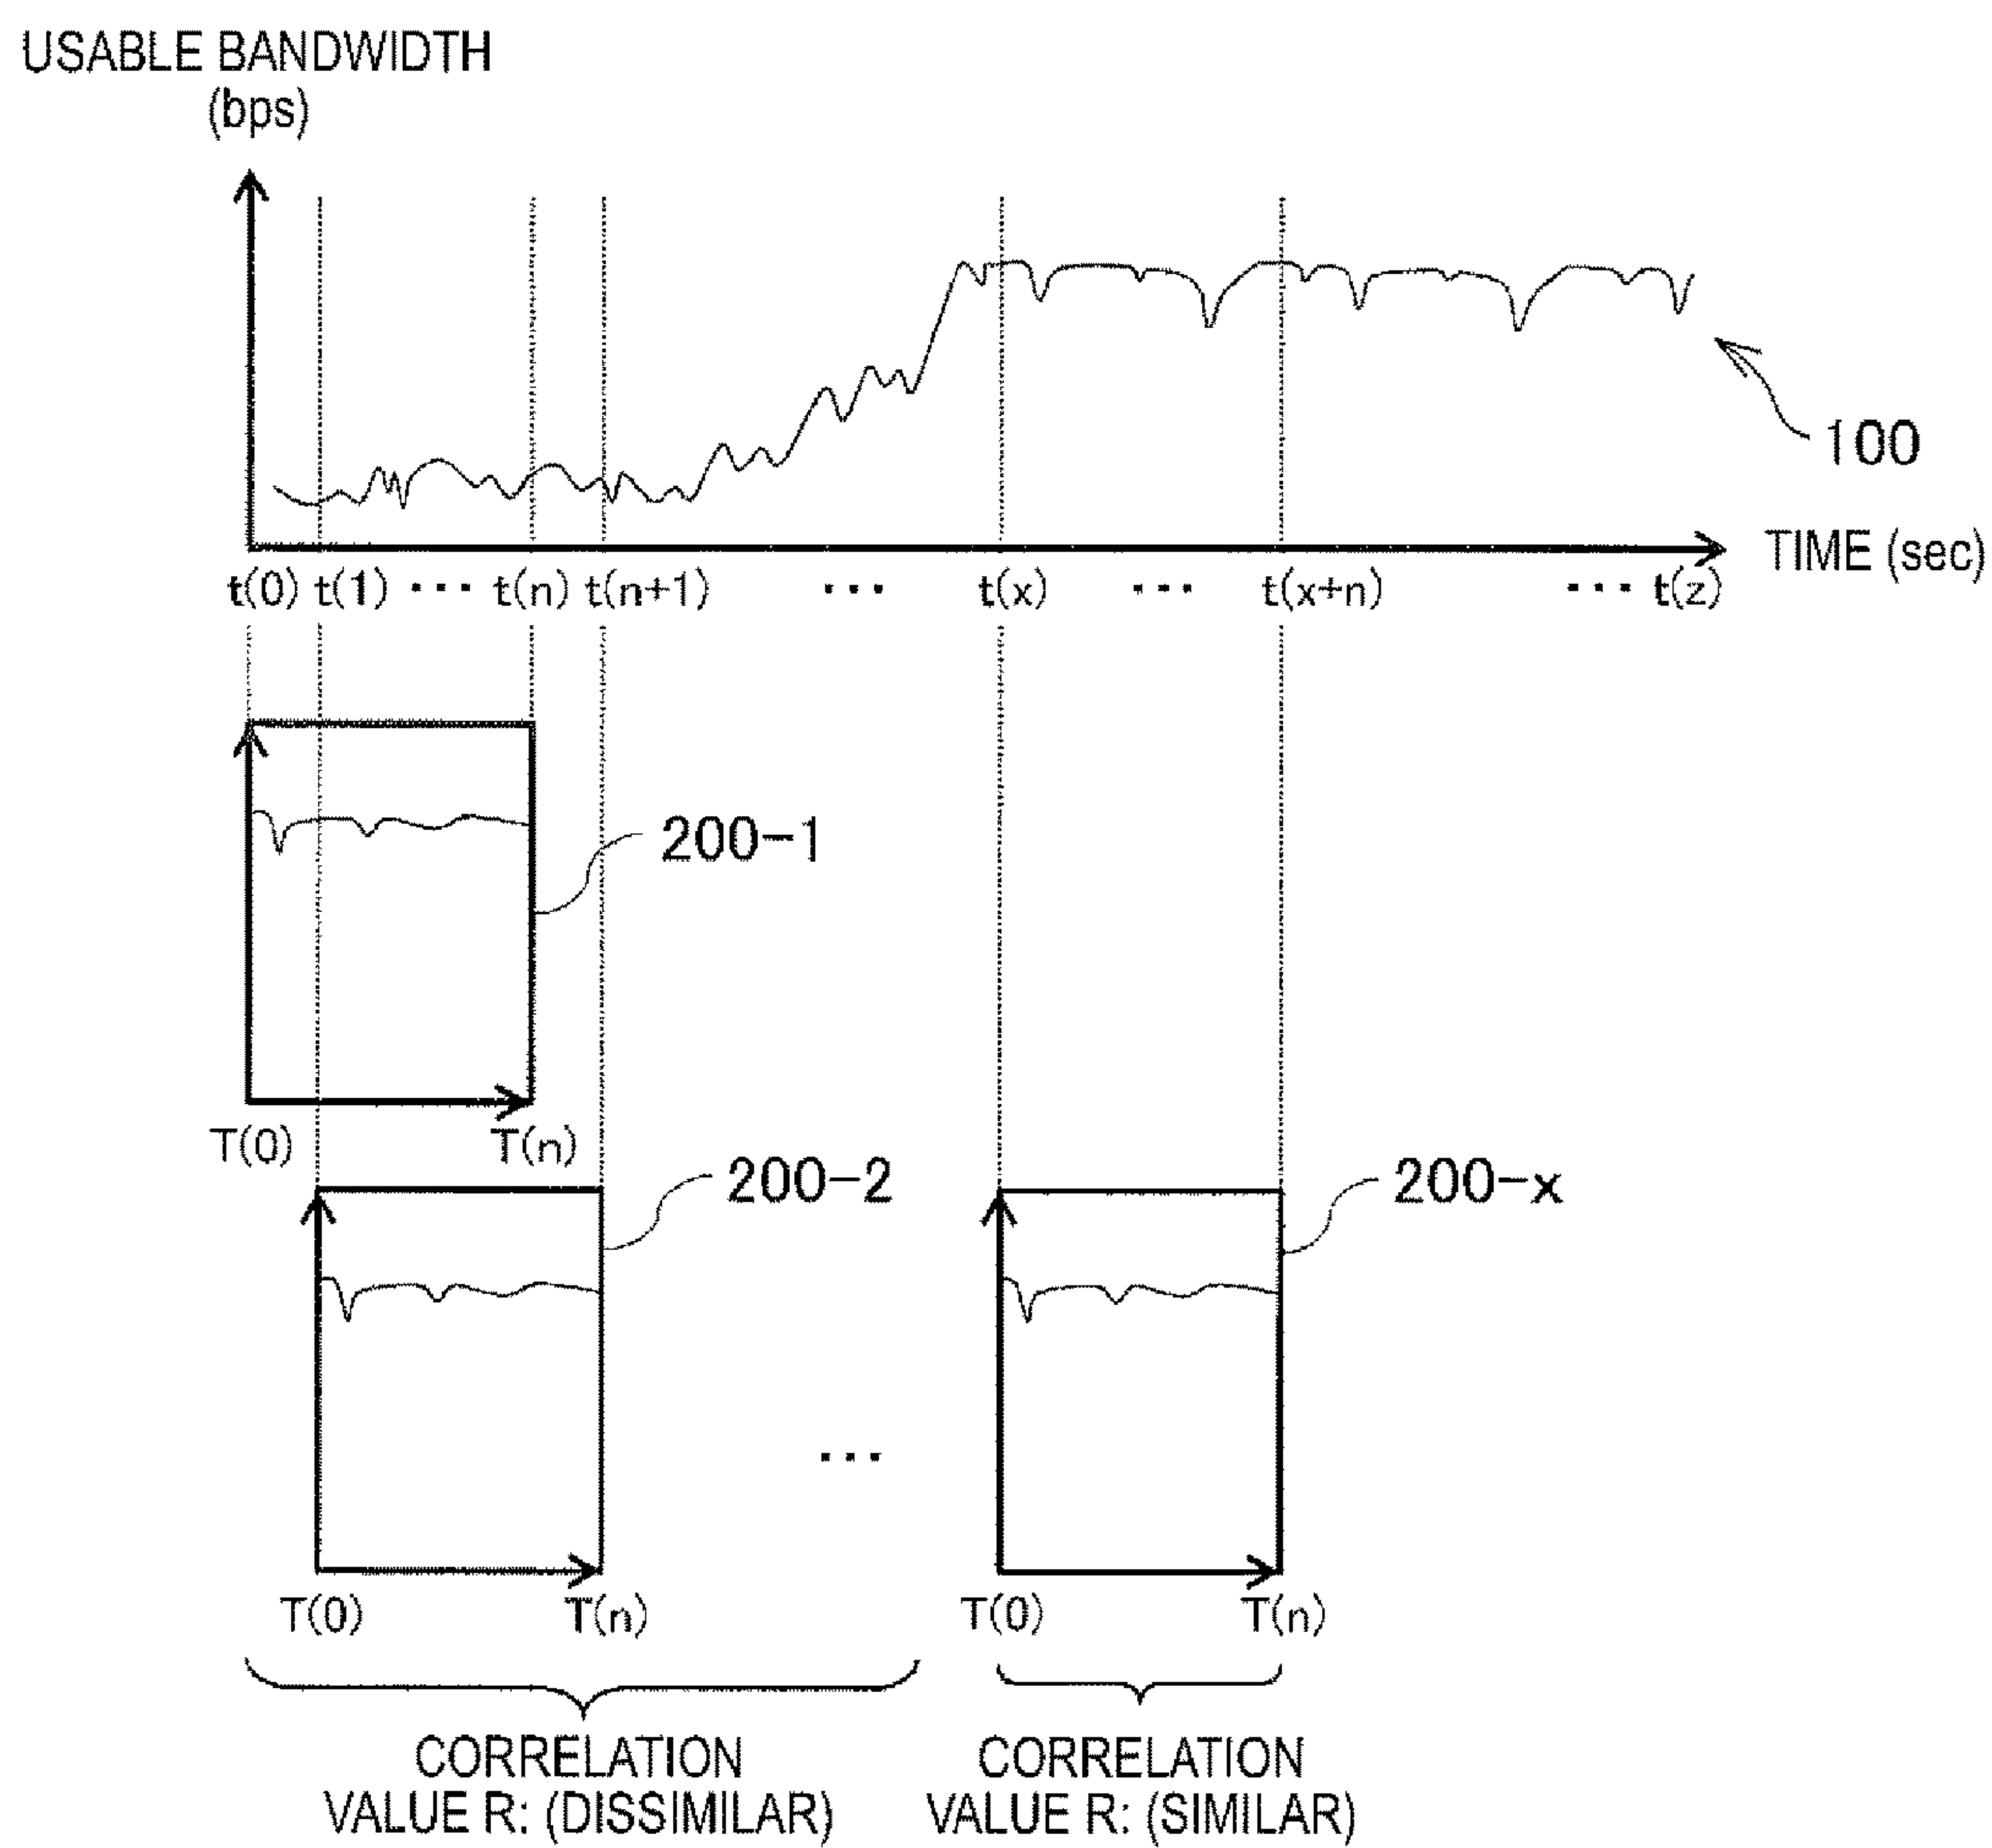 USABLE BANDWIDTH
(bps)
100
TIME (sec)
t(0) t(1) ··· t(n) t(n+1) ··· t(x) ··· t(x+n) ··· t(z)
200-1
T(0) T(n)
200-2 200-x
···
T(0) T(n) T(0) T(n)
CORRELATION
VALUE R: (DISSIMILAR)
CORRELATION
VALUE R: (SIMILAR)